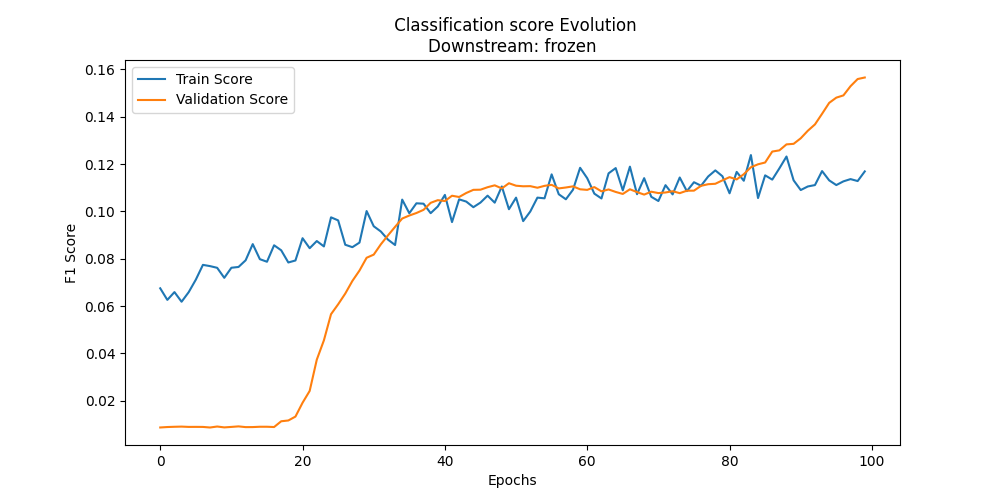 Classification score Evolution
Downstream: frozen
Train Score
Validation Score
F1 Score
0.16
0.14
0.12
0.10
0.08
0.06
0.04
0.02
0 20 40 60 80 100
Epochs